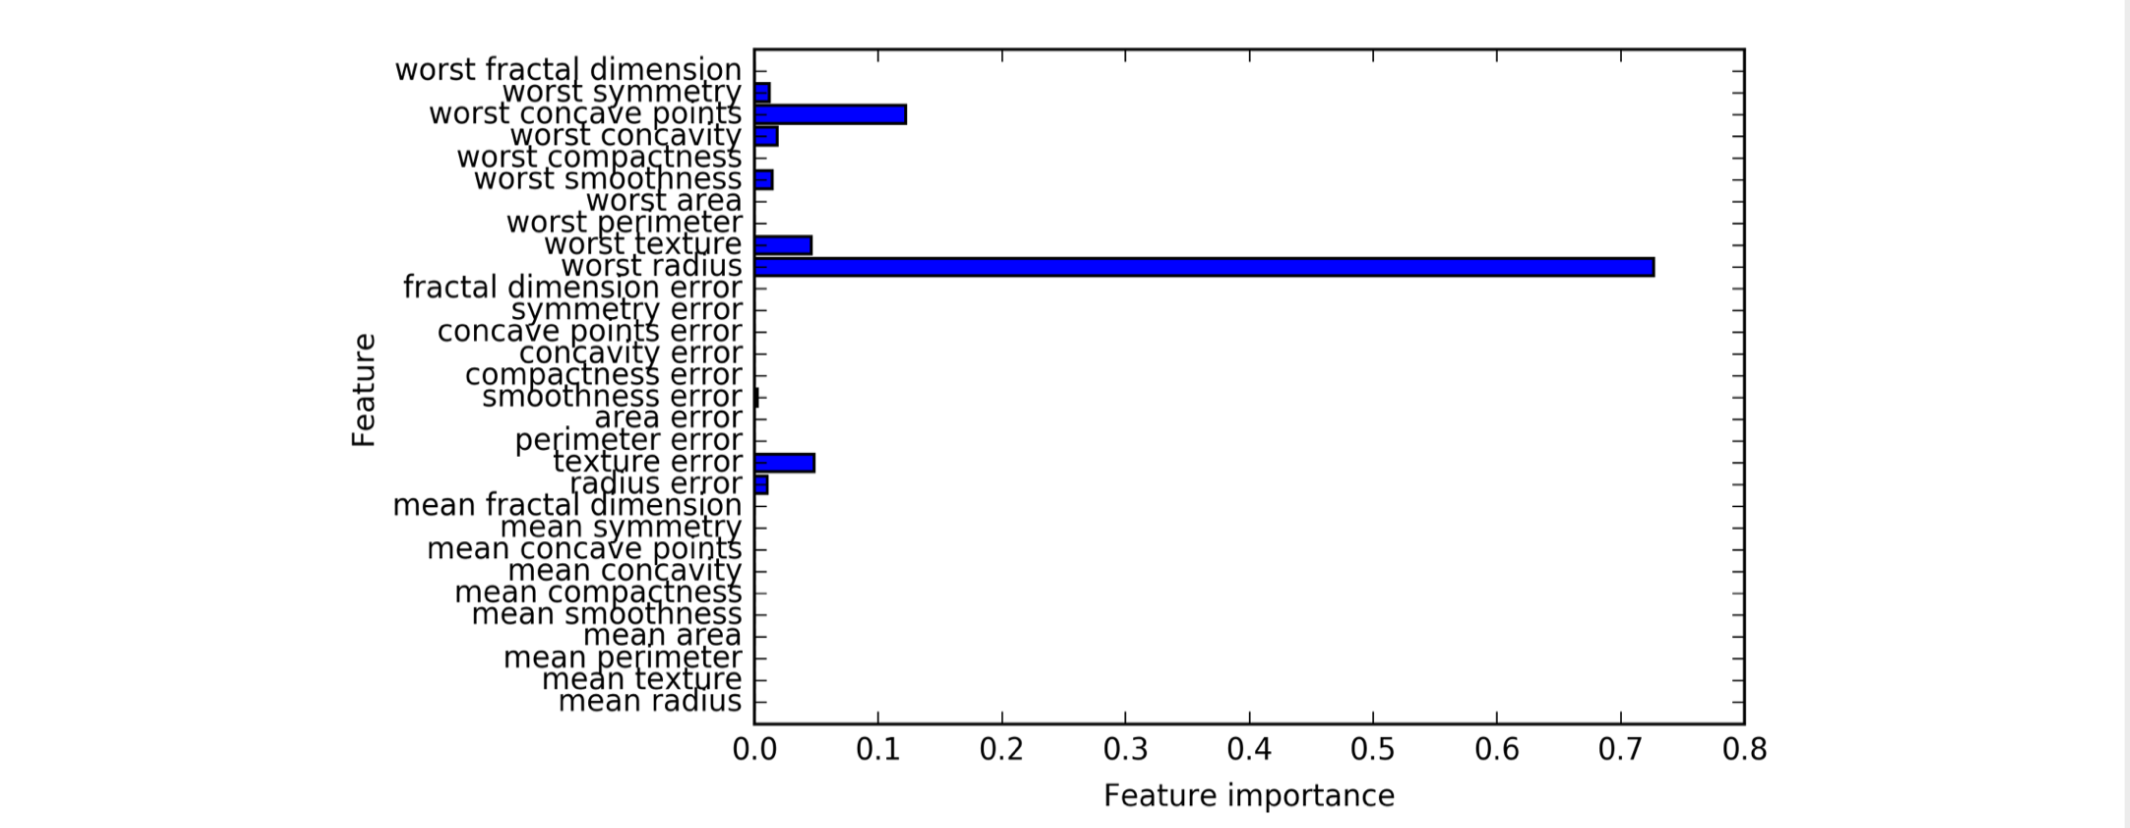 worst fractal dimension
worst symmetry
worst concave points
worst concavity
worst compactness
worst smoothness
worst area
worst perimeter
worst texture
worst radius
fractal dimension error
symmetry error
concave points error
concavity error
compactness error
smoothness error
area error
perimeter error
texture error
radius error
mean fractal dimension
mean symmetry
mean concave points
mean concavity
mean compactness
mean smoothness
mean area
mean perimeter
mean texture
mean radius
Feature
0.0 0.1 0.2 0.3 0.4 0.5 0.6 0.7 0.8
Feature importance